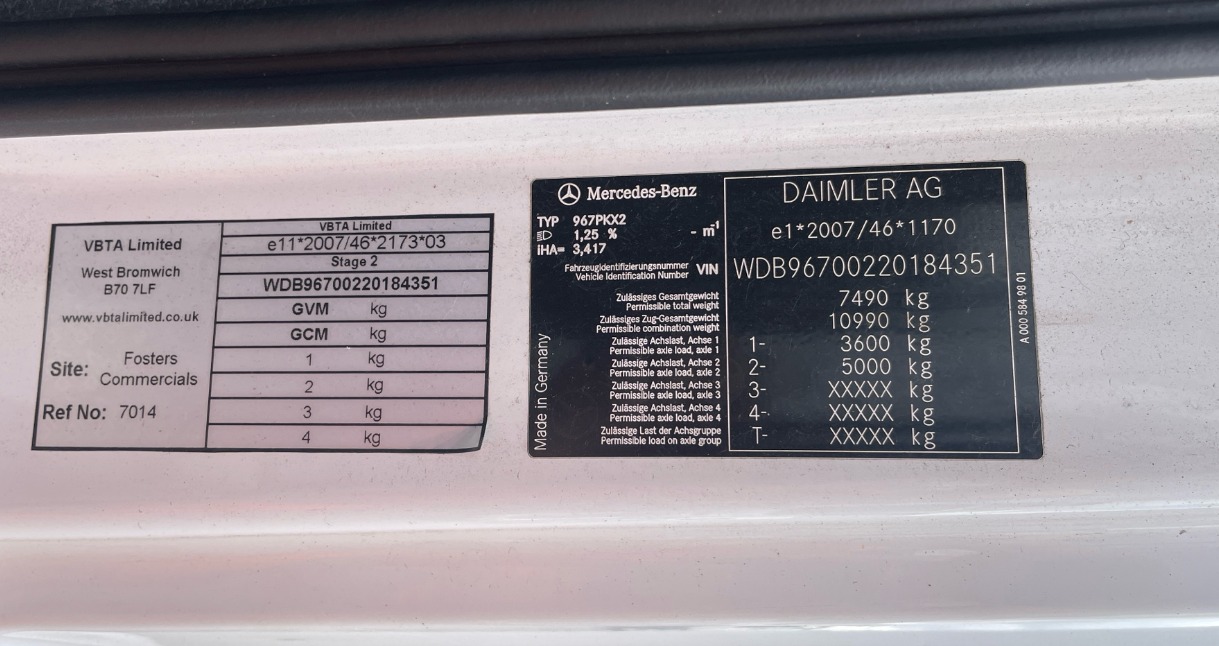 VBTA Limited
West Bromwich
B70 7LF
www.vbtalimited.co.uk
Site: Fosters
Commercials
Ref No: 7014
VBTA Limited
e11*2007/46*2173*03
Stage 2
WDB96700220184351
GVM kg
GCM kg
1 kg
2 kg
3 kg
4 kg
Mercedes-Benz
TYP 967PKX2
1,25 % - m¹
iHA= 3,417
Fahrzeugidentifizierungsnummer
Vehicle Identification Number VIN
DAIMLER AG
e1*2007/46*1170
WDB96700220184351
Zulässiges Gesamtgewicht
Permissible total weight 7490 kg
Zulässiges Zug-Gesamtgewicht
Permissible combination weight 10990 kg
Zulässige Achslast, Achse 1
Permissible axle load, axle 1 1- 3600 kg
Zulässige Achslast, Achse 2
Permissible axle load, axle 2 2- 5000 kg
Zulässige Achslast, Achse 3
Permissible axle load, axle 3 3- XXXXX kg
Zulässige Achslast, Achse 4
Permissible axle load, axle 4 4- XXXXX kg
Zulässige Last der Achsgruppe
Permissible load on axle group T- XXXXX kg
Made in Germany
A 000 584 98 01